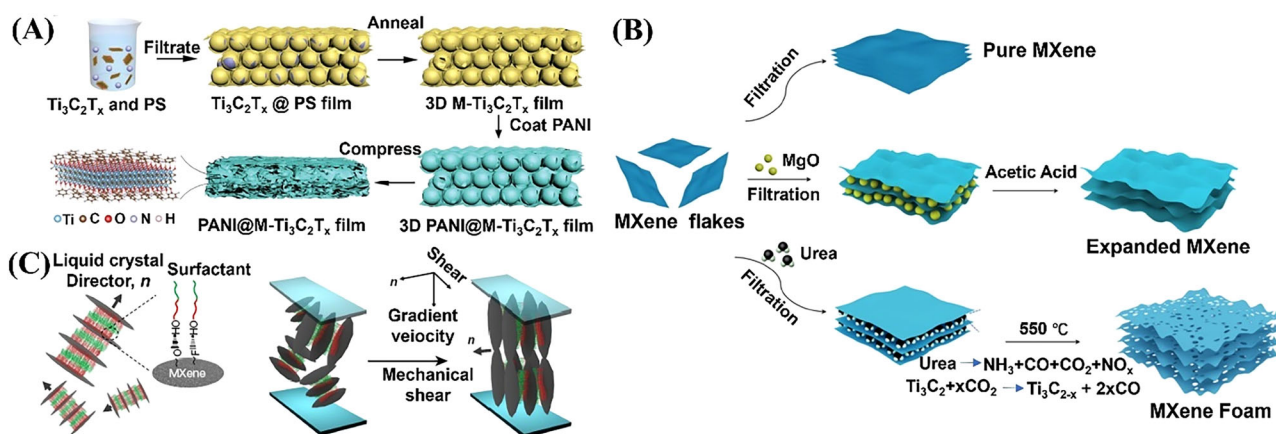 (A)
Filtrate
Anneal
Ti₃C₂Tₓ and PS
Ti₃C₂Tₓ @ PS film
3D M-Ti₃C₂Tₓ film
Coat PANI
Compress
Ti C O N H
PANI@M-Ti₃C₂Tₓ film
3D PANI@M-Ti₃C₂Tₓ film
(B)
Filtration
Pure MXene
MXene flakes
MgO
Filtration
Acetic Acid
Expanded MXene
Urea
Filtration
550 ℃
Urea→NH₃+CO+CO₂+NOₓ
Ti₃C₂+xCO₂→Ti₃C₂₋ₓ + 2xCO
MXene Foam
(C)
Liquid crystal
Director, n
Surfactant
HO
HO
O
F
MXene
Shear
n
Gradient
veiocity
n
Mechanical
shear